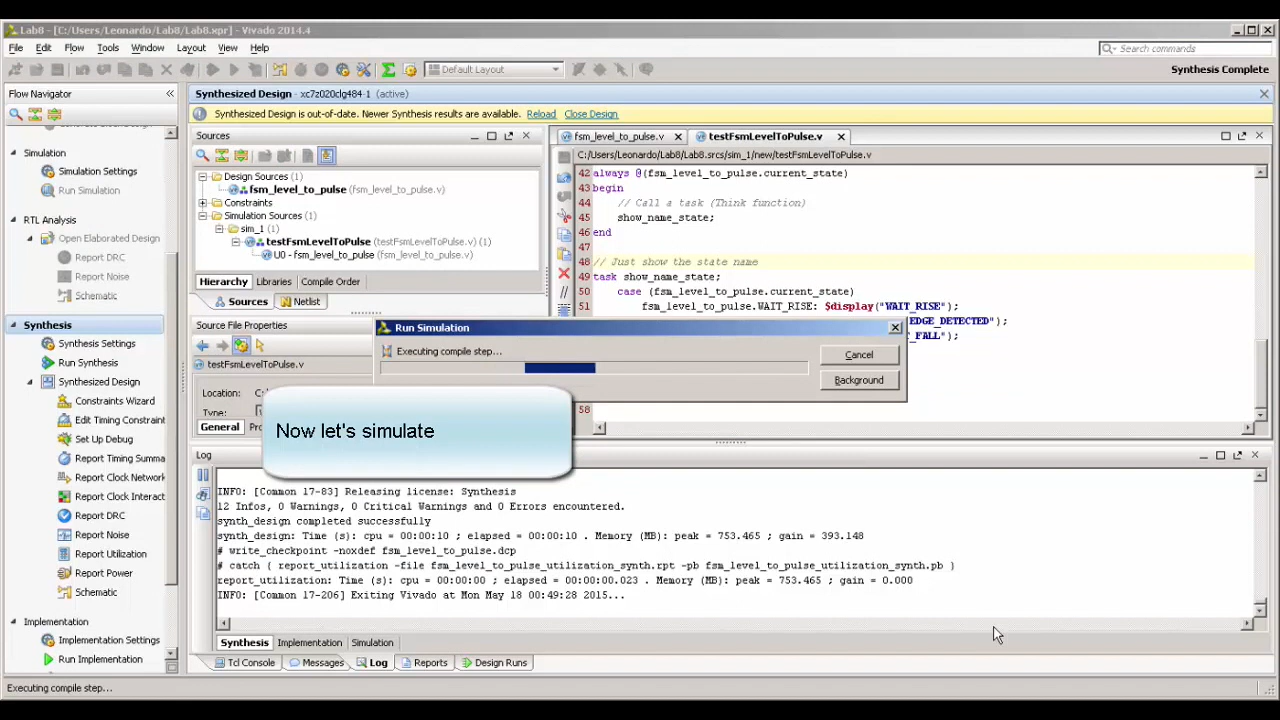 Lab8 - [C:/Users/Leonardo/Lab8/Lab8.xpr] - Vivado 2014.4
File Edit Flow Tools Window Layout View Help
Search commands
Default Layout
Synthesis Complete
Flow Navigator
Simulation
Simulation Settings
Run Simulation
RTL Analysis
Open Elaborated Design
Report DRC
Report Noise
Schematic
Synthesis
Synthesis Settings
Run Synthesis
Synthesized Design
Constraints Wizard
Edit Timing Constraint
Set Up Debug
Report Timing Summa
Report Clock Network
Report Clock Interact
Report DRC
Report Noise
Report Utilization
Report Power
Schematic
Implementation
Implementation Settings
Run Implementation
Synthesized Design - xc7z020clg484-1 (active)
Synthesized Design is out-of-date. Newer Synthesis results are available. Reload Close Design
Sources
Design Sources (1)
fsm_level_to_pulse (fsm_level_to_pulse.v)
Constraints
Simulation Sources (1)
sim_1 (1)
testFsmLevelToPulse (testFsmLevelToPulse.v) (1)
U0 - fsm_level_to_pulse (fsm_level_to_pulse.v)
Hierarchy Libraries Compile Order
Sources Netlist
Source File Properties
testFsmLevelToPulse.v
Location: C:
Type:
General
fsm_level_to_pulse.v testFsmLevelToPulse.v
C:/Users/Leonardo/Lab8/Lab8.srcs/sim_1/new/testFsmLevelToPulse.v
42 always @(fsm_level_to_pulse.current_state)
43 begin
44 // Call a task (Think function)
45 show_name_state;
46 end
47
48 // Just show the state name
49 task show_name_state;
50 case (fsm_level_to_pulse.current_state)
51 fsm_level_to_pulse.WAIT_RISE: $display("WAIT_RISE");
EDGE_DETECTED");
_FALL");
58
Run Simulation
Executing compile step...
Cancel
Background
Now let's simulate
Log
INFO: [Common 17-83] Releasing license: Synthesis
12 Infos, 0 Warnings, 0 Critical Warnings and 0 Errors encountered.
synth_design completed successfully
synth_design: Time (s): cpu = 00:00:10 ; elapsed = 00:00:10 . Memory (MB): peak = 753.465 ; gain = 393.148
# write_checkpoint -noxdef fsm_level_to_pulse.dcp
# catch { report_utilization -file fsm_level_to_pulse_utilization_synth.rpt -pb fsm_level_to_pulse_utilization_synth.pb }
report_utilization: Time (s): cpu = 00:00:00 ; elapsed = 00:00:00.023 . Memory (MB): peak = 753.465 ; gain = 0.000
INFO: [Common 17-206] Exiting Vivado at Mon May 18 00:49:28 2015...
Synthesis Implementation Simulation
Tcl Console Messages Log Reports Design Runs
Executing compile step...